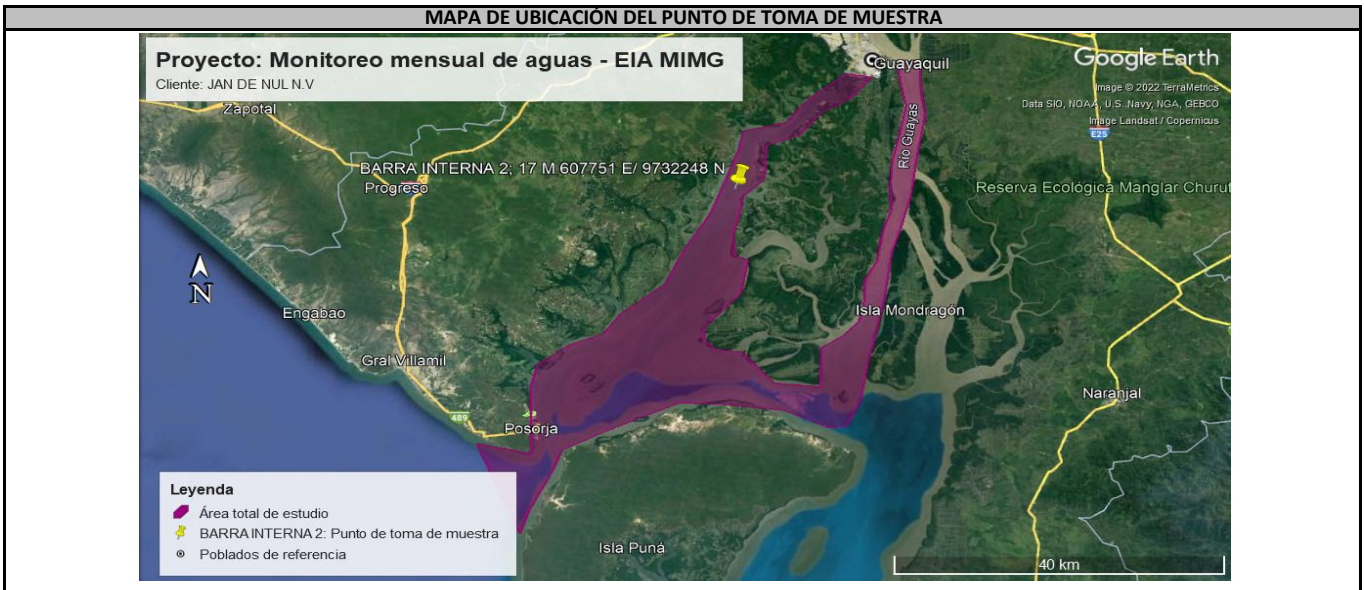 MAPA DE UBICACIÓN DEL PUNTO DE TOMA DE MUESTRA
Proyecto: Monitoreo mensual de aguas - EIA MIMG
Cliente: JAN DE NUL N.V
Guayaquil
Google Earth
Image © 2022 TerraMetrics
Data SIO, NOAA, U.S. Navy, NGA, GEBCO
Image Landsat / Copernicus
E25
Zapotal
Río Guayas
BARRA INTERNA 2; 17 M 607751 E/ 9732248 N
Progreso
Reserva Ecológica Manglar Churut
N
Engabao
Isla Mondragón
Gral Villamil
Naranjal
489
Posorja
Leyenda
Área total de estudio
BARRA INTERNA 2: Punto de toma de muestra
Poblados de referencia
Isla Puná
40 km